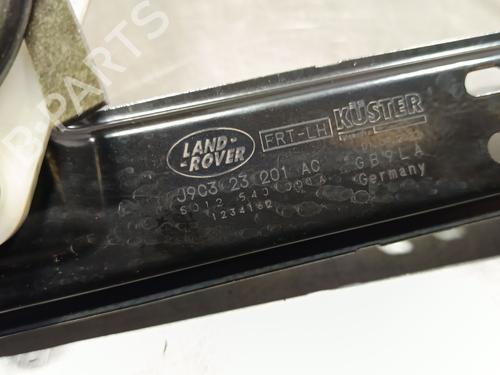 B-PARTS
LAND-
-ROVER
FRT-LH
KÜSTER
J9C3 23 201 AC
GB9LA
Germany
1234162